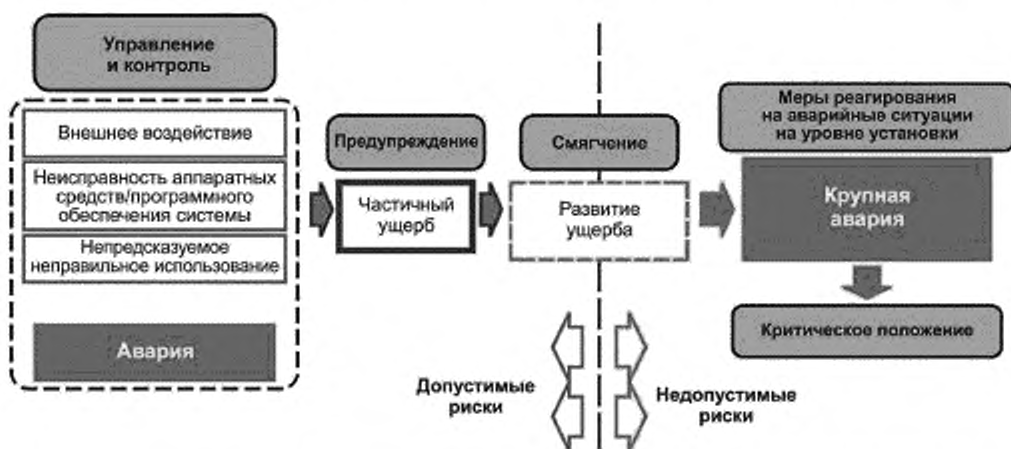 Управление
и контроль
Внешнее воздействие
Неисправность аппаратных
средств/программного
обеспечения системы
Непредсказуемое
неправильное использование
Авария
Предупреждение
Частичный
ущерб
Смягчение
Развитие
ущерба
Меры реагирования
на аварийные ситуации
на уровне установки
Крупная
авария
Критическое положение
Допустимые
риски
Недопустимые
риски